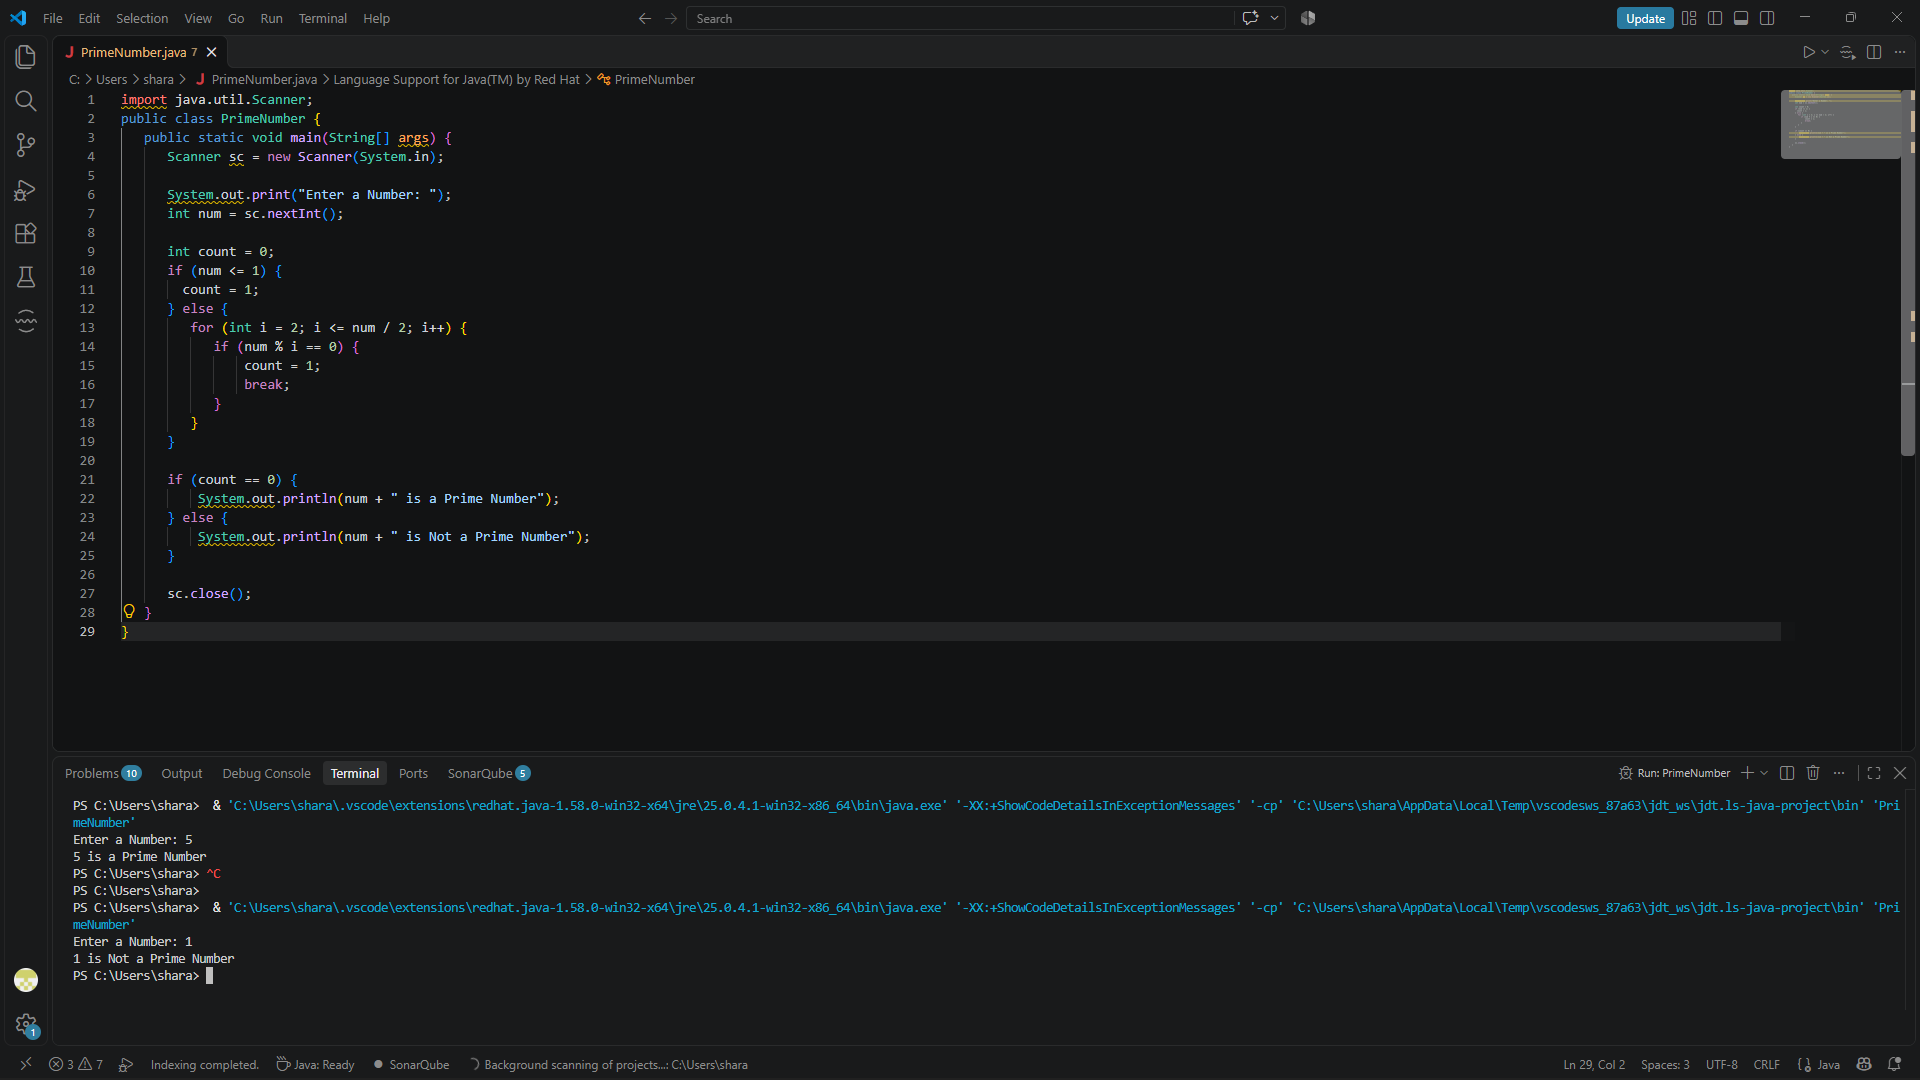 File Edit Selection View Go Run Terminal Help
Search
Update
PrimeNumber.java 7
C: > Users > shara > PrimeNumber.java > Language Support for Java(TM) by Red Hat > PrimeNumber
1 import java.util.Scanner;
2 public class PrimeNumber {
3 public static void main(String[] args) {
4 Scanner sc = new Scanner(System.in);
5
6 System.out.print("Enter a Number: ");
7 int num = sc.nextInt();
8
9 int count = 0;
10 if (num <= 1) {
11 count = 1;
12 } else {
13 for (int i = 2; i <= num / 2; i++) {
14 if (num % i == 0) {
15 count = 1;
16 break;
17 }
18 }
19 }
20
21 if (count == 0) {
22 System.out.println(num + " is a Prime Number");
23 } else {
24 System.out.println(num + " is Not a Prime Number");
25 }
26
27 sc.close();
28 }
29 }
Problems 10 Output Debug Console Terminal Ports SonarQube 5
Run: PrimeNumber
PS C:\Users\shara> & 'C:\Users\shara\.vscode\extensions\redhat.java-1.58.0-win32-x64\jre\25.0.4.1-win32-x86_64\bin\java.exe' '-XX:+ShowCodeDetailsInExceptionMessages' '-cp' 'C:\Users\shara\AppData\Local\Temp\vscodesws_87a63\jdt_ws\jdt.ls-java-project\bin' 'Pri
meNumber'
Enter a Number: 5
5 is a Prime Number
PS C:\Users\shara> ^C
PS C:\Users\shara>
PS C:\Users\shara> & 'C:\Users\shara\.vscode\extensions\redhat.java-1.58.0-win32-x64\jre\25.0.4.1-win32-x86_64\bin\java.exe' '-XX:+ShowCodeDetailsInExceptionMessages' '-cp' 'C:\Users\shara\AppData\Local\Temp\vscodesws_87a63\jdt_ws\jdt.ls-java-project\bin' 'Pri
meNumber'
Enter a Number: 1
1 is Not a Prime Number
PS C:\Users\shara>
1
3 7 Indexing completed. Java: Ready SonarQube Background scanning of projects...: C:\Users\shara
Ln 29, Col 2 Spaces: 3 UTF-8 CRLF Java